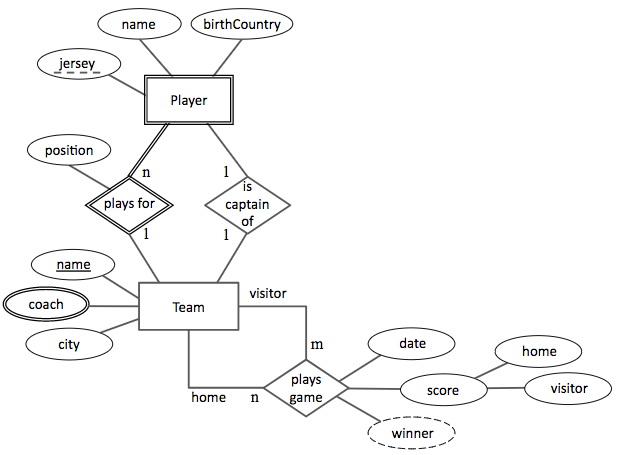 name
birthCountry
jersey
Player
position
n
1
plays for
is
captain
of
1
1
name
coach
city
Team
visitor
m
home
n
plays
game
date
score
home
visitor
winner